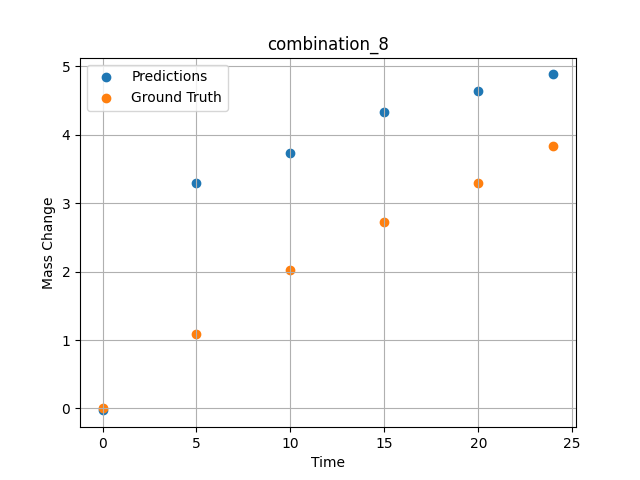 combination_8
Predictions
Ground Truth
5
4
3
2
1
0
Mass Change
0 5 10 15 20 25
Time